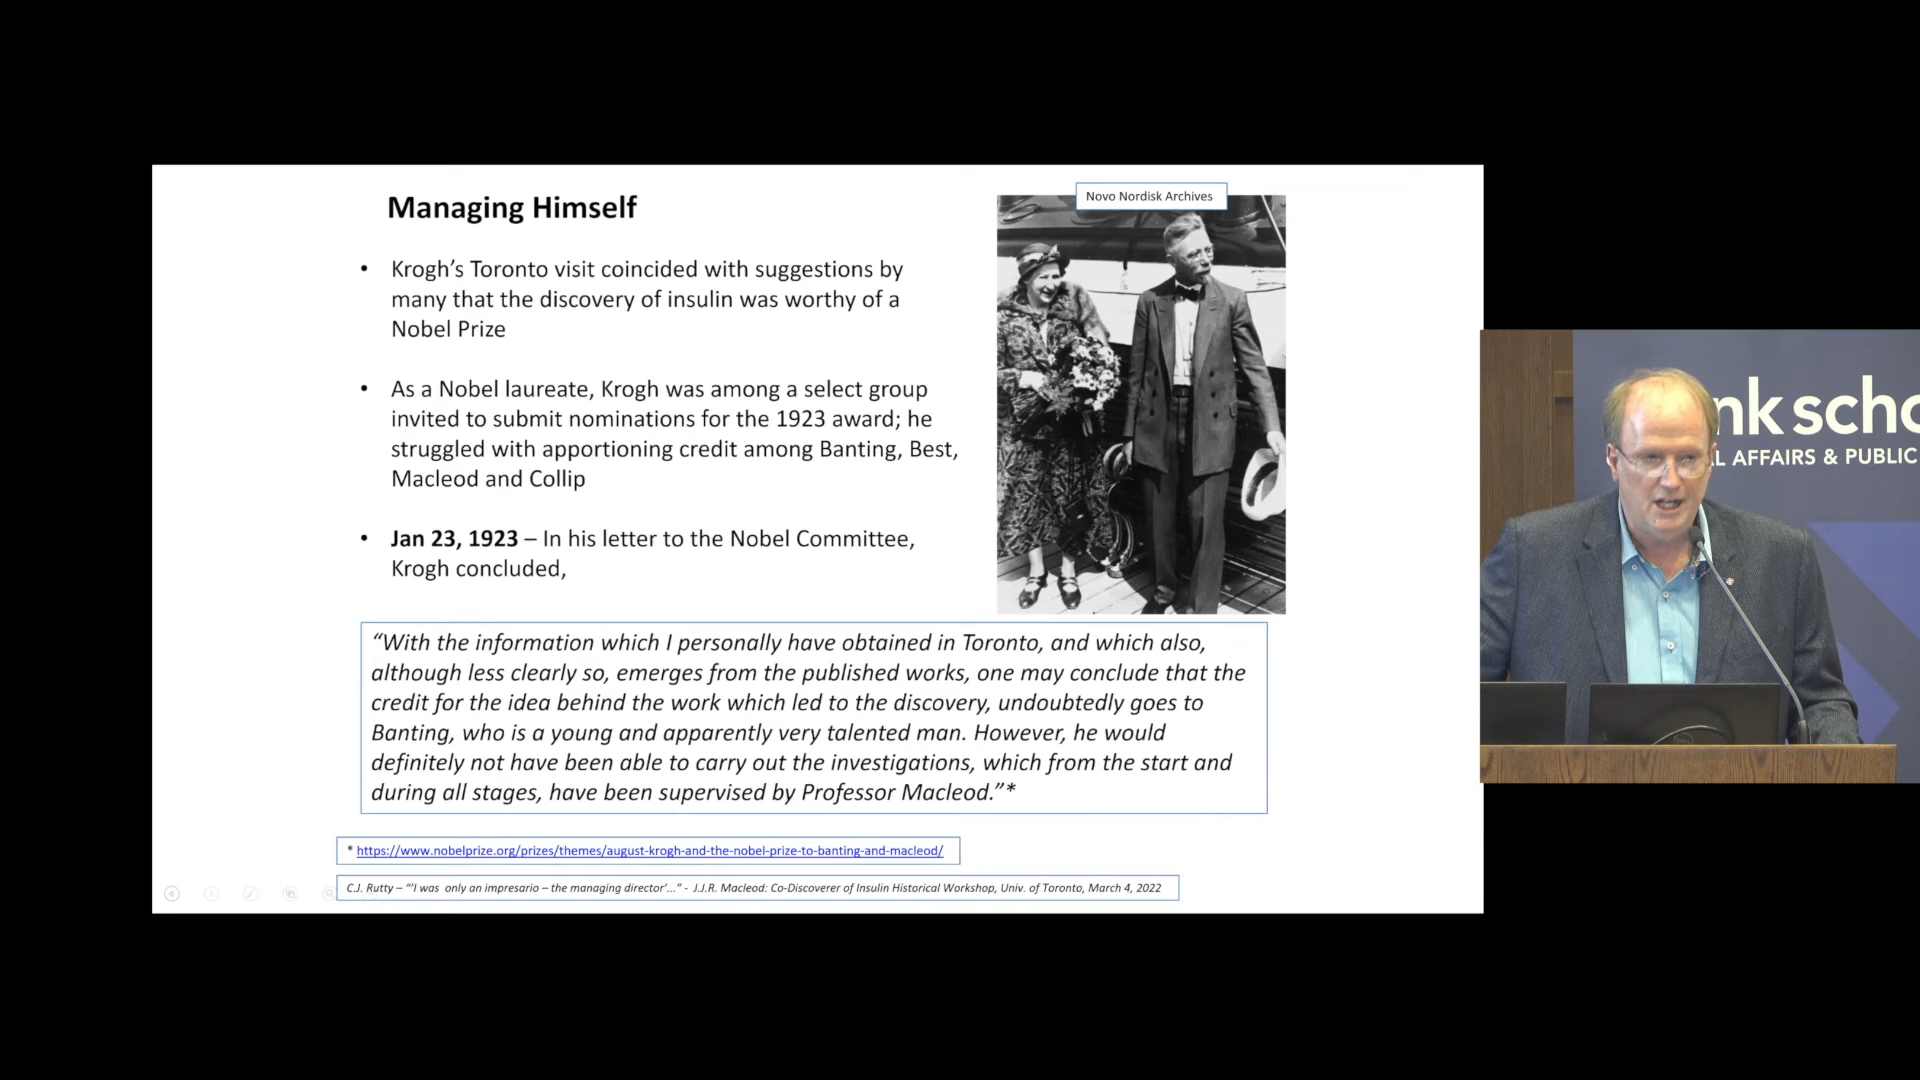 Managing Himself
Novo Nordisk Archives
• Krogh’s Toronto visit coincided with suggestions by
many that the discovery of insulin was worthy of a
Nobel Prize
• As a Nobel laureate, Krogh was among a select group
invited to submit nominations for the 1923 award; he
struggled with apportioning credit among Banting, Best,
Macleod and Collip
• Jan 23, 1923 – In his letter to the Nobel Committee,
Krogh concluded,
“With the information which I personally have obtained in Toronto, and which also,
although less clearly so, emerges from the published works, one may conclude that the
credit for the idea behind the work which led to the discovery, undoubtedly goes to
Banting, who is a young and apparently very talented man. However, he would
definitely not have been able to carry out the investigations, which from the start and
during all stages, have been supervised by Professor Macleod.”*
* https://www.nobelprize.org/prizes/themes/august-krogh-and-the-nobel-prize-to-banting-and-macleod/
C.J. Rutty – “‘I was only an impresario – the managing director’...” - J.J.R. Macleod: Co-Discoverer of Insulin Historical Workshop, Univ. of Toronto, March 4, 2022
nk scho
L AFFAIRS & PUBLIC